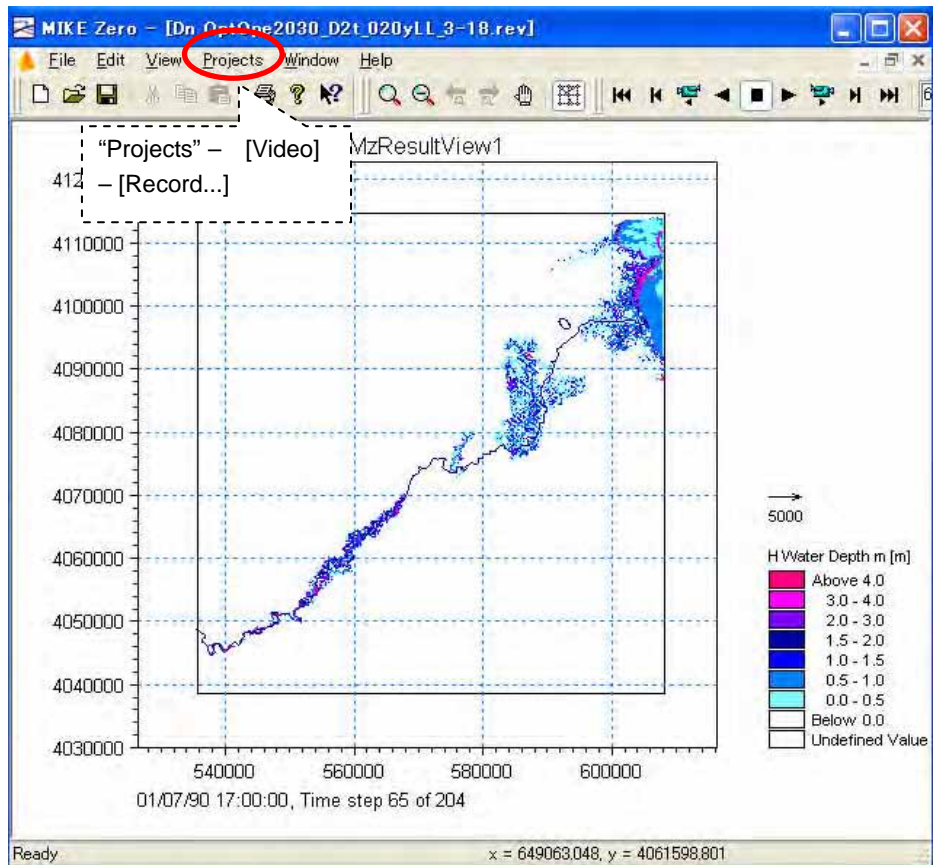 MIKE Zero - [Dn_OptOne2030_D2t_020yLL_3-18.rev]
File Edit View Projects Window Help
6
MzResultView1
"Projects" – [Video]
– [Record...]
412
4110000
4100000
4090000
4080000
4070000
4060000
4050000
4040000
4030000
540000 560000 580000 600000
01/07/90 17:00:00, Time step 65 of 204
5000
H Water Depth m [m]
Above 4.0
3.0 - 4.0
2.0 - 3.0
1.5 - 2.0
1.0 - 1.5
0.5 - 1.0
0.0 - 0.5
Below 0.0
Undefined Value
Ready x = 649063.048, y = 4061598.801